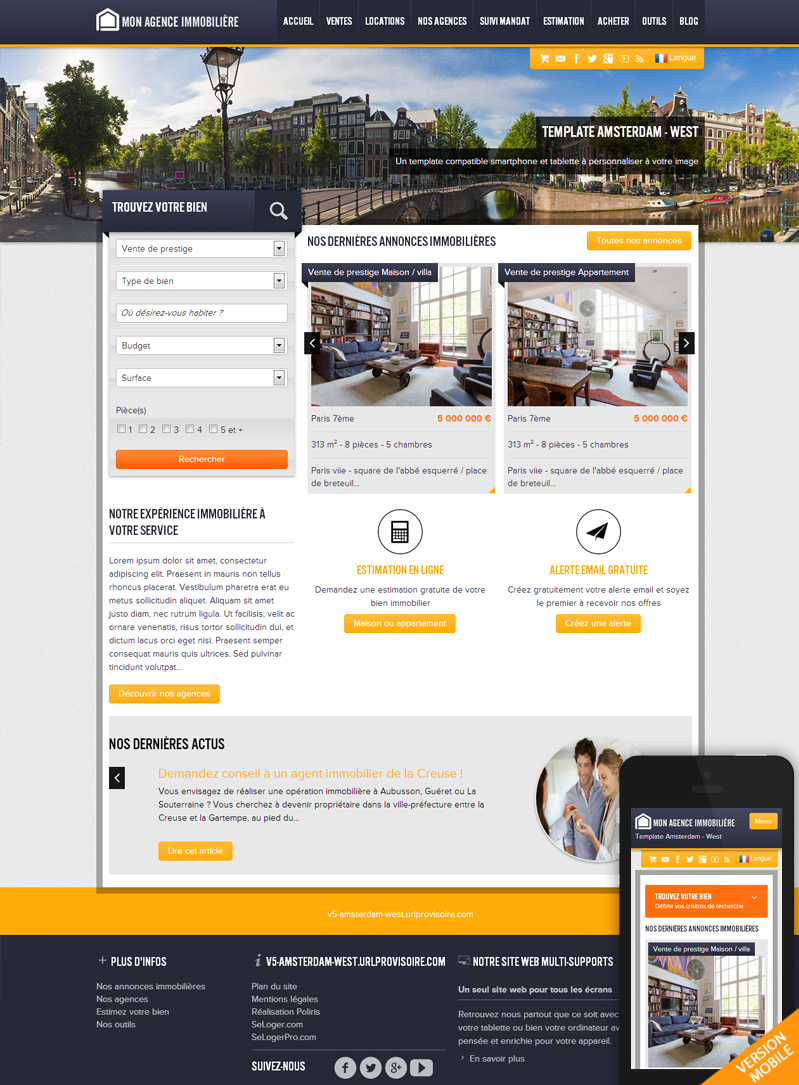 MON AGENCE IMMOBILIÈRE
ACCUEIL VENTES LOCATIONS NOS AGENCES SUIVI MANDAT ESTIMATION ACHETER OUTILS BLOG
Langue
TEMPLATE AMSTERDAM - WEST
Un template compatible smartphone et tablette à personnaliser à votre image
TROUVEZ VOTRE BIEN
Vente de prestige
Type de bien
Où désirez-vous habiter ?
Budget
Surface
Pièce(s)
1 2 3 4 5 et +
Rechercher
NOS DERNIÈRES ANNONCES IMMOBILIÈRES
Toutes nos annonces
Vente de prestige Maison / villa
Paris 7ème 5 000 000 €
313 m² - 8 pièces - 5 chambres
Paris viie - square de l'abbé esquerré / place
de breteuil...
Vente de prestige Appartement
Paris 7ème 5 000 000 €
313 m² - 8 pièces - 5 chambres
Paris viie - square de l'abbé esquerré / place
de breteuil...
NOTRE EXPÉRIENCE IMMOBILIÈRE À
VOTRE SERVICE
Lorem ipsum dolor sit amet, consectetur
adipiscing elit. Praesent in mauris non tellus
rhoncus placerat. Vestibulum pharetra erat eu
metus sollicitudin aliquet. Aliquam sit amet
justo diam, nec rutrum ligula. Ut facilisis, velit ac
ornare venenatis, risus tortor sollicitudin dui, et
dictum lacus orci eget nisi. Praesent semper
consequat mauris quis ultrices. Sed pulvinar
tincidunt volutpat...
Découvrir nos agences
ESTIMATION EN LIGNE
Demandez une estimation gratuite de votre
bien immobilier
Maison ou appartement
ALERTE EMAIL GRATUITE
Créez gratuitement votre alerte email et soyez
le premier à recevoir nos offres
Créez une alerte
NOS DERNIÈRES ACTUS
Demandez conseil à un agent immobilier de la Creuse !
Vous envisagez de réaliser une opération immobilière à Aubusson, Guéret ou La
Souterraine ? Vous cherchez à devenir propriétaire dans la ville-préfecture entre la
Creuse et la Gartempe, au pied du...
Lire cet article
v5-amsterdam-west.urlprovisoire.com
PLUS D'INFOS
Nos annonces immobilières
Nos agences
Estimez votre bien
Nos outils
V5-AMSTERDAM-WEST.URLPROVISOIRE.COM
Plan du site
Mentions légales
Réalisation Poliris
SeLoger.com
SeLogerPro.com
SUIVEZ-NOUS
NOTRE SITE WEB MULTI-SUPPORTS
Un seul site web pour tous les écrans
Retrouvez nous partout que ce soit avec
votre tablette ou bien votre ordinateur av
pensée et enrichie pour votre appareil.
En savoir plus
MON AGENCE IMMOBILIÈRE
Menu
Template Amsterdam - West
Langue
TROUVEZ VOTRE BIEN
Définir vos critères de recherche
NOS DERNIÈRES ANNONCES IMMOBILIÈRES
Vente de prestige Maison / villa
VERSION
MOBILE